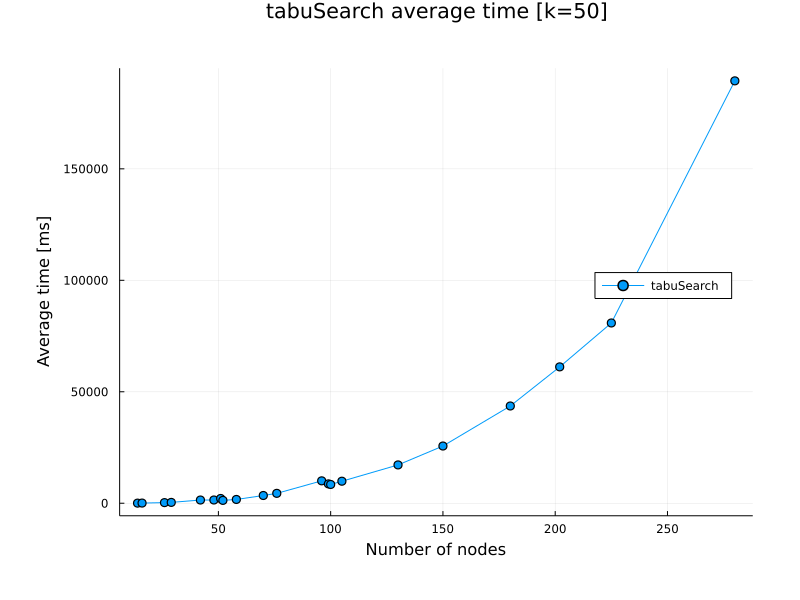 tabuSearch average time [k=50]
Average time [ms]
150000
100000
50000
0
tabuSearch
50
100
150
200
250
Number of nodes